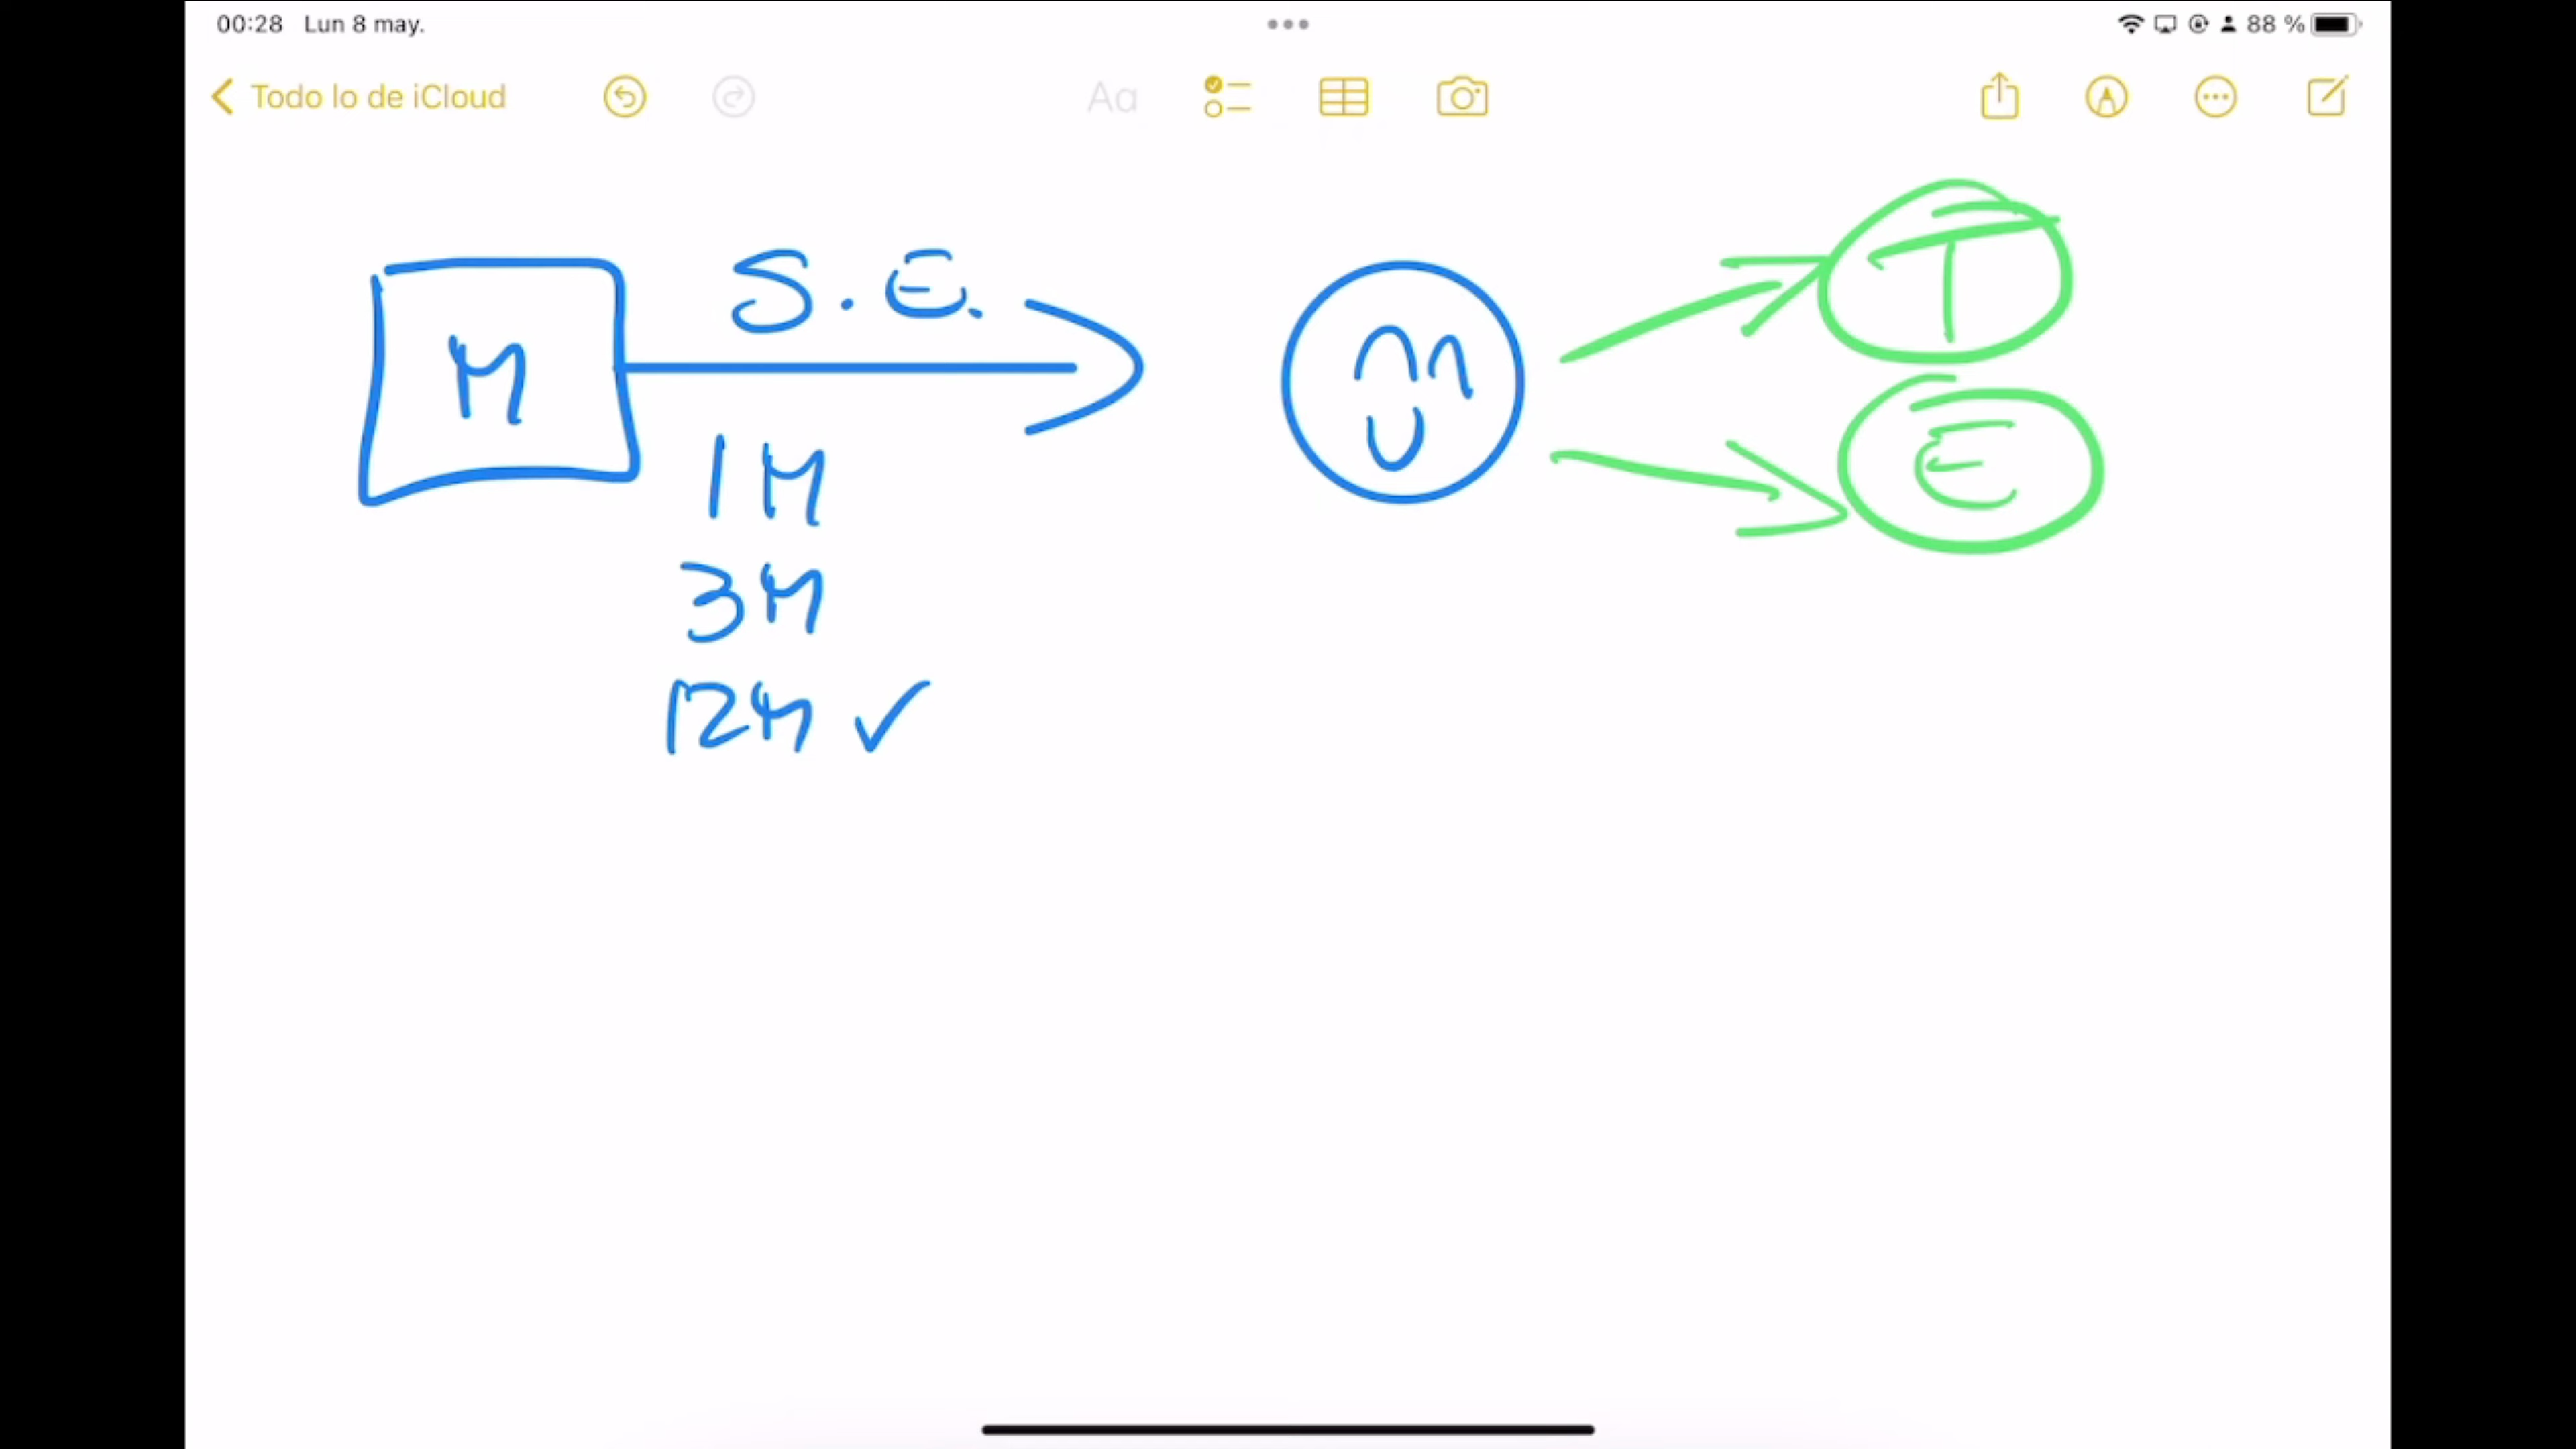 00:28 Lun 8 may.
88 %
Todo lo de iCloud
Aa
S.E.
M
T
E
1M
3M
12M ✓